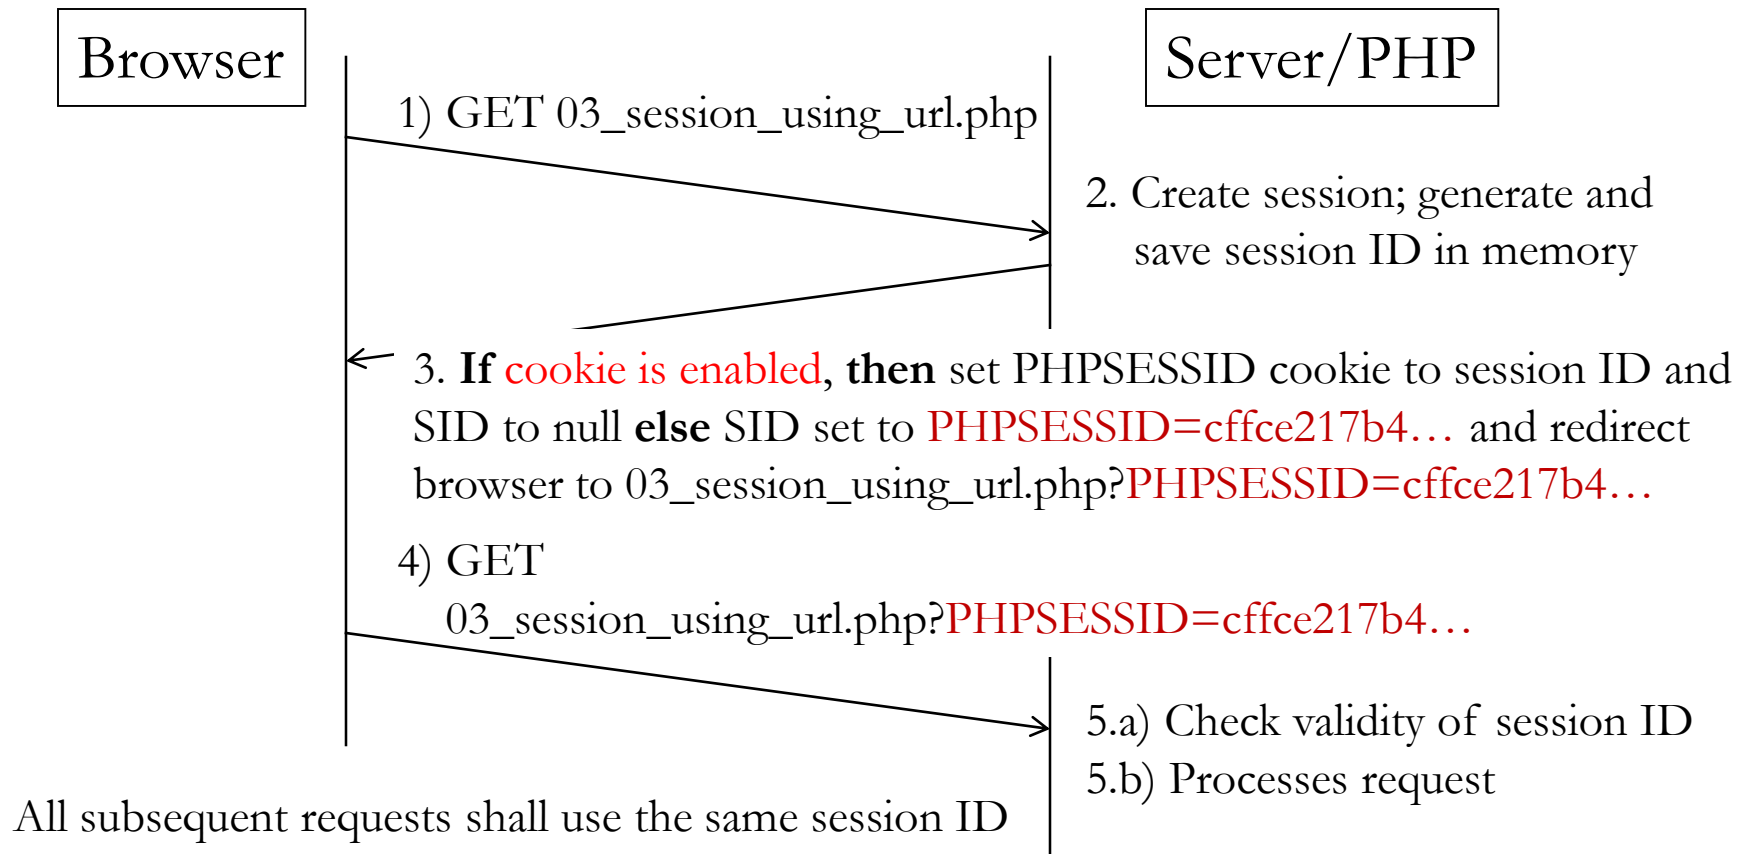 Browser
Server/PHP
1) GET 03_session_using_url.php
2. Create session; generate and
save session ID in memory
3. If cookie is enabled, then set PHPSESSID cookie to session ID and
SID to null else SID set to PHPSESSID=cffce217b4… and redirect
browser to 03_session_using_url.php?PHPSESSID=cffce217b4…
4) GET
03_session_using_url.php?PHPSESSID=cffce217b4…
5.a) Check validity of session ID
5.b) Processes request
All subsequent requests shall use the same session ID